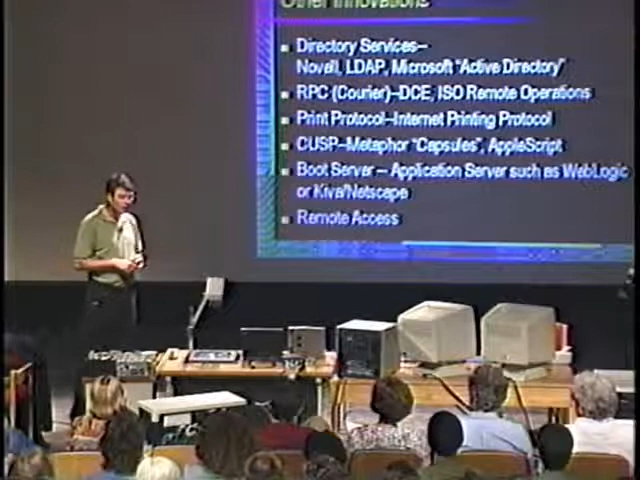 Other Innovations
Directory Services–
Novell, LDAP, Microsoft "Active Directory"
RPC (Courier)–DCE, ISO Remote Operations
Print Protocol–Internet Printing Protocol
CUSP–Metaphor "Capsules", AppleScript
Boot Server – Application Server such as WebLogic
or Kiva/Netscape
Remote Access